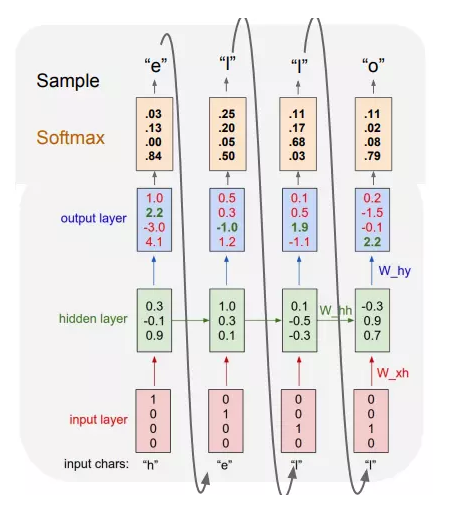 Sample “e” “l” “l” “o”
Softmax
.03 .25 .11 .11
.13 .20 .17 .02
.00 .05 .68 .08
.84 .50 .03 .79
output layer
1.0 0.5 0.1 0.2
2.2 0.3 0.5 -1.5
-3.0 -1.0 1.9 -0.1
4.1 1.2 -1.1 2.2
W_hy
hidden layer
0.3 1.0 0.1 W_hh -0.3
-0.1 0.3 -0.5 0.9
0.9 0.1 -0.3 0.7
W_xh
input layer
1 0 0 0
0 1 0 0
0 0 1 1
0 0 0 0
input chars: “h” “e” “l” “l”